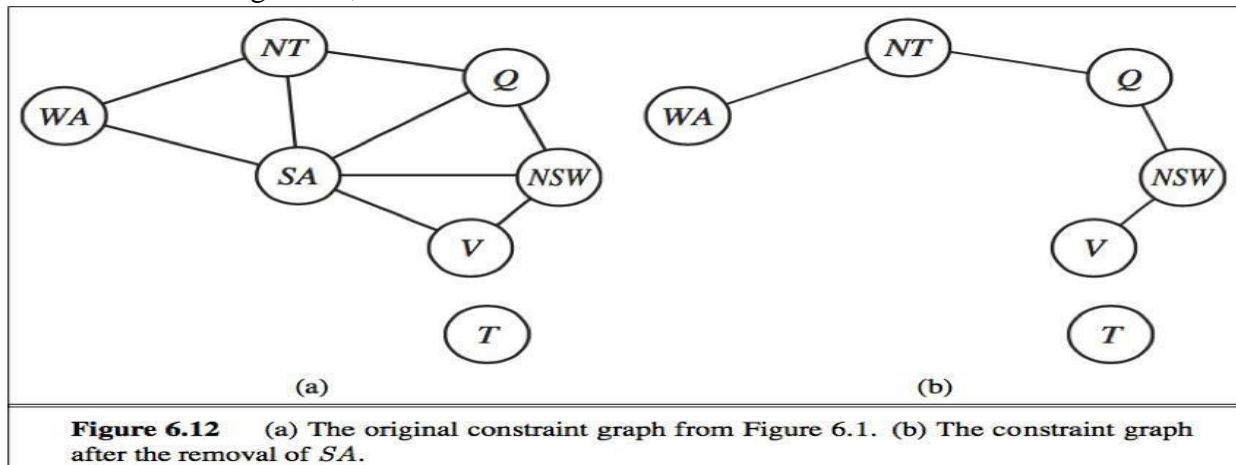 NT
Q
WA
SA
NSW
V
T
(a)
NT
Q
WA
NSW
V
T
(b)
Figure 6.12 (a) The original constraint graph from Figure 6.1. (b) The constraint graph
after the removal of SA.